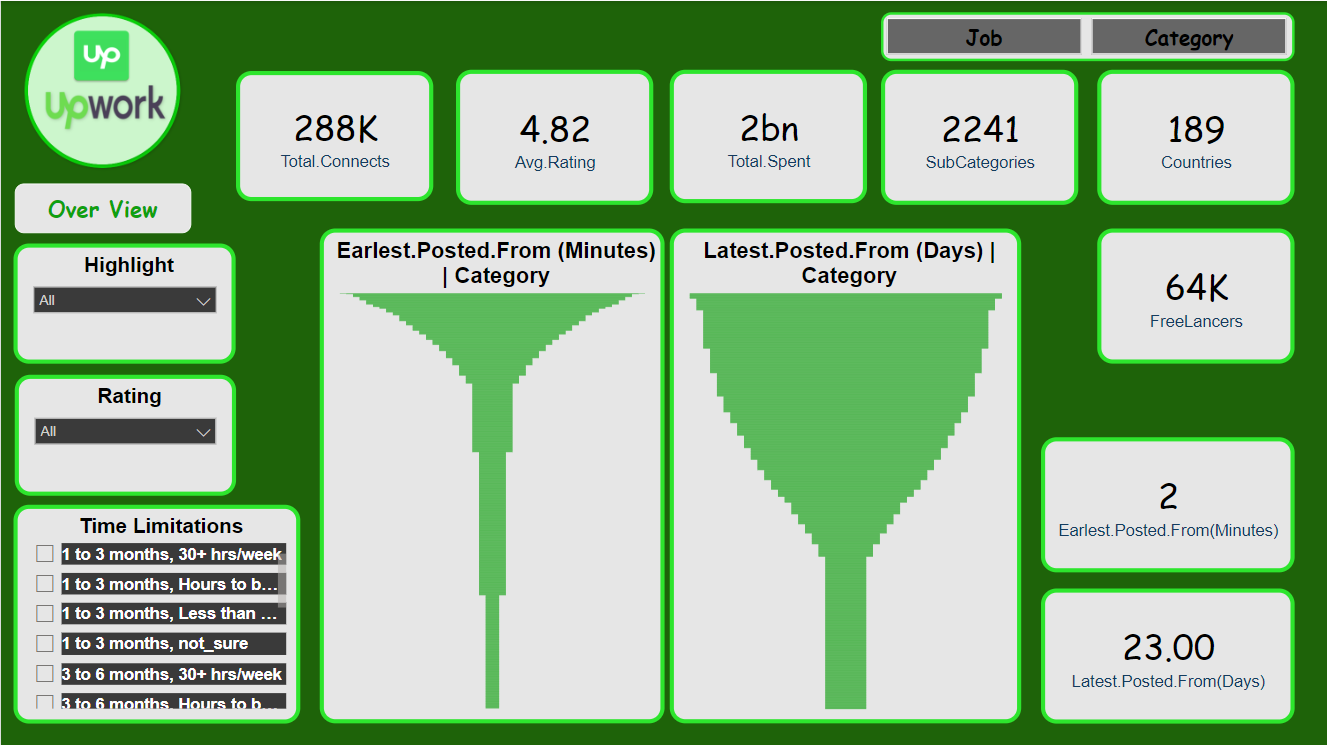 up
upwork
Job
Category
288K
Total.Connects
4.82
Avg.Rating
2bn
Total.Spent
2241
SubCategories
189
Countries
Over View
Highlight
All
Rating
All
Time Limitations
1 to 3 months, 30+ hrs/week
1 to 3 months, Hours to b...
1 to 3 months, Less than ...
1 to 3 months, not_sure
3 to 6 months, 30+ hrs/week
3 to 6 months, Hours to b...
Earlest.Posted.From (Minutes)
| Category
Latest.Posted.From (Days) |
Category
64K
FreeLancers
2
Earlest.Posted.From(Minutes)
23.00
Latest.Posted.From(Days)